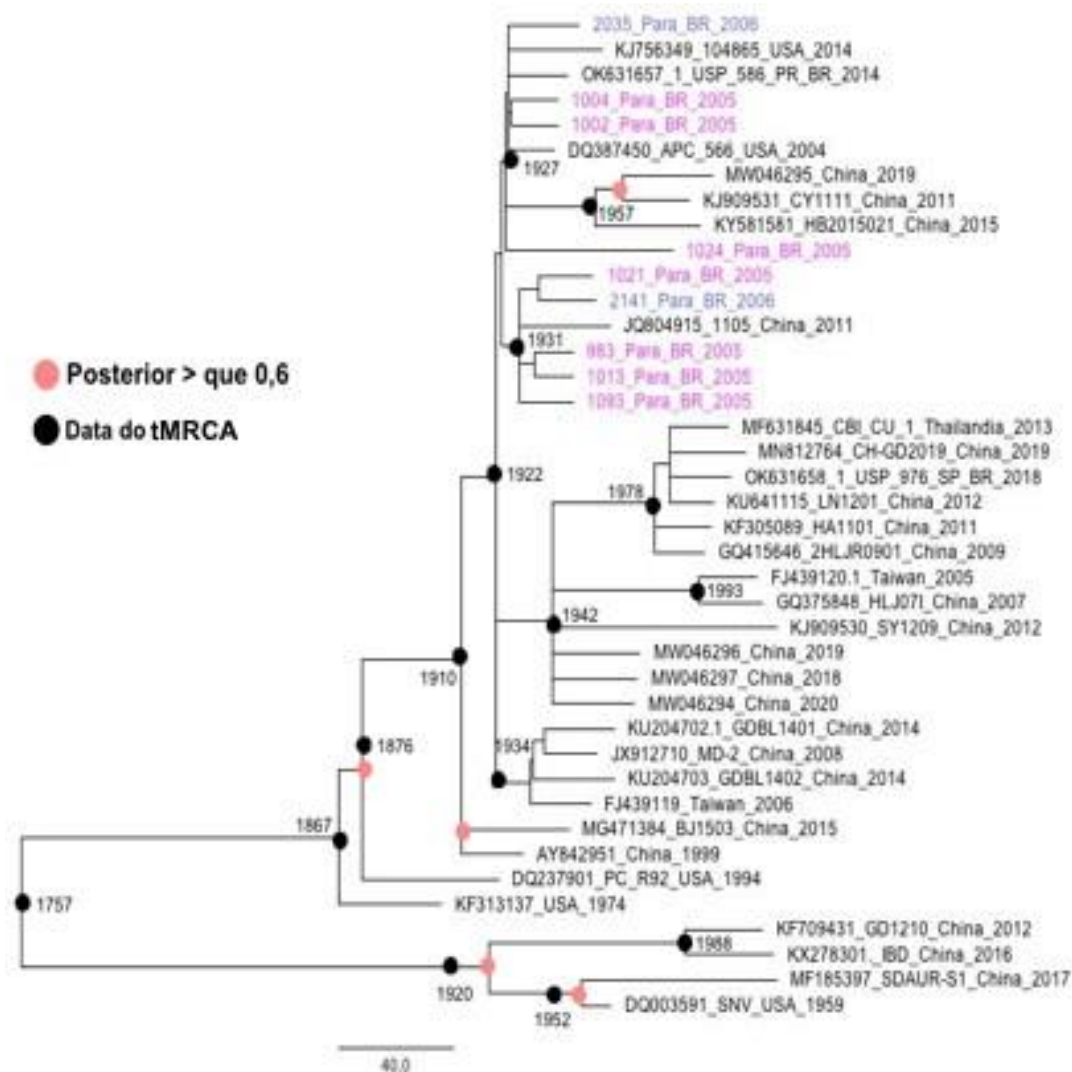 2035_Para_BR_2006
KJ756349_104865_USA_2014
OK631657_1_USP_586_PR_BR_2014
1004_Para_BR_2005
1002_Para_BR_2005
DQ387450_APC_566_USA_2004
1927
MW046295_China_2019
KJ909531_CY1111_China_2011
1957
KY581581_HB2015021_China_2015
1024_Para_BR_2005
1021_Para_BR_2005
2141_Para_BR_2006
JQ804915_1105_China_2011
1931
983_Para_BR_2005
1013_Para_BR_2005
1093_Para_BR_2005
Posterior > que 0,6
Data do tMRCA
MF631845_CBI_CU_1_Thailandia_2013
MN812764_CH-GD2019_China_2019
1922
OK631658_1_USP_976_SP_BR_2018
1978
KU641115_LN1201_China_2012
KF305089_HA1101_China_2011
GQ415646_2HLJR0901_China_2009
FJ439120.1_Taiwan_2005
1993
GQ375848_HLJ07I_China_2007
1942
KJ909530_SY1209_China_2012
MW046296_China_2019
1910
MW046297_China_2018
MW046294_China_2020
KU204702.1_GDBL1401_China_2014
1876
1934
JX912710_MD-2_China_2008
KU204703_GDBL1402_China_2014
FJ439119_Taiwan_2006
1867
MG471384_BJ1503_China_2015
AY842951_China_1999
DQ237901_PC_R92_USA_1994
1757
KF313137_USA_1974
KF709431_GD1210_China_2012
1988
KX278301._IBD_China_2016
MF185397_SDAUR-S1_China_2017
1920
DQ003591_SNV_USA_1959
1952
40,0